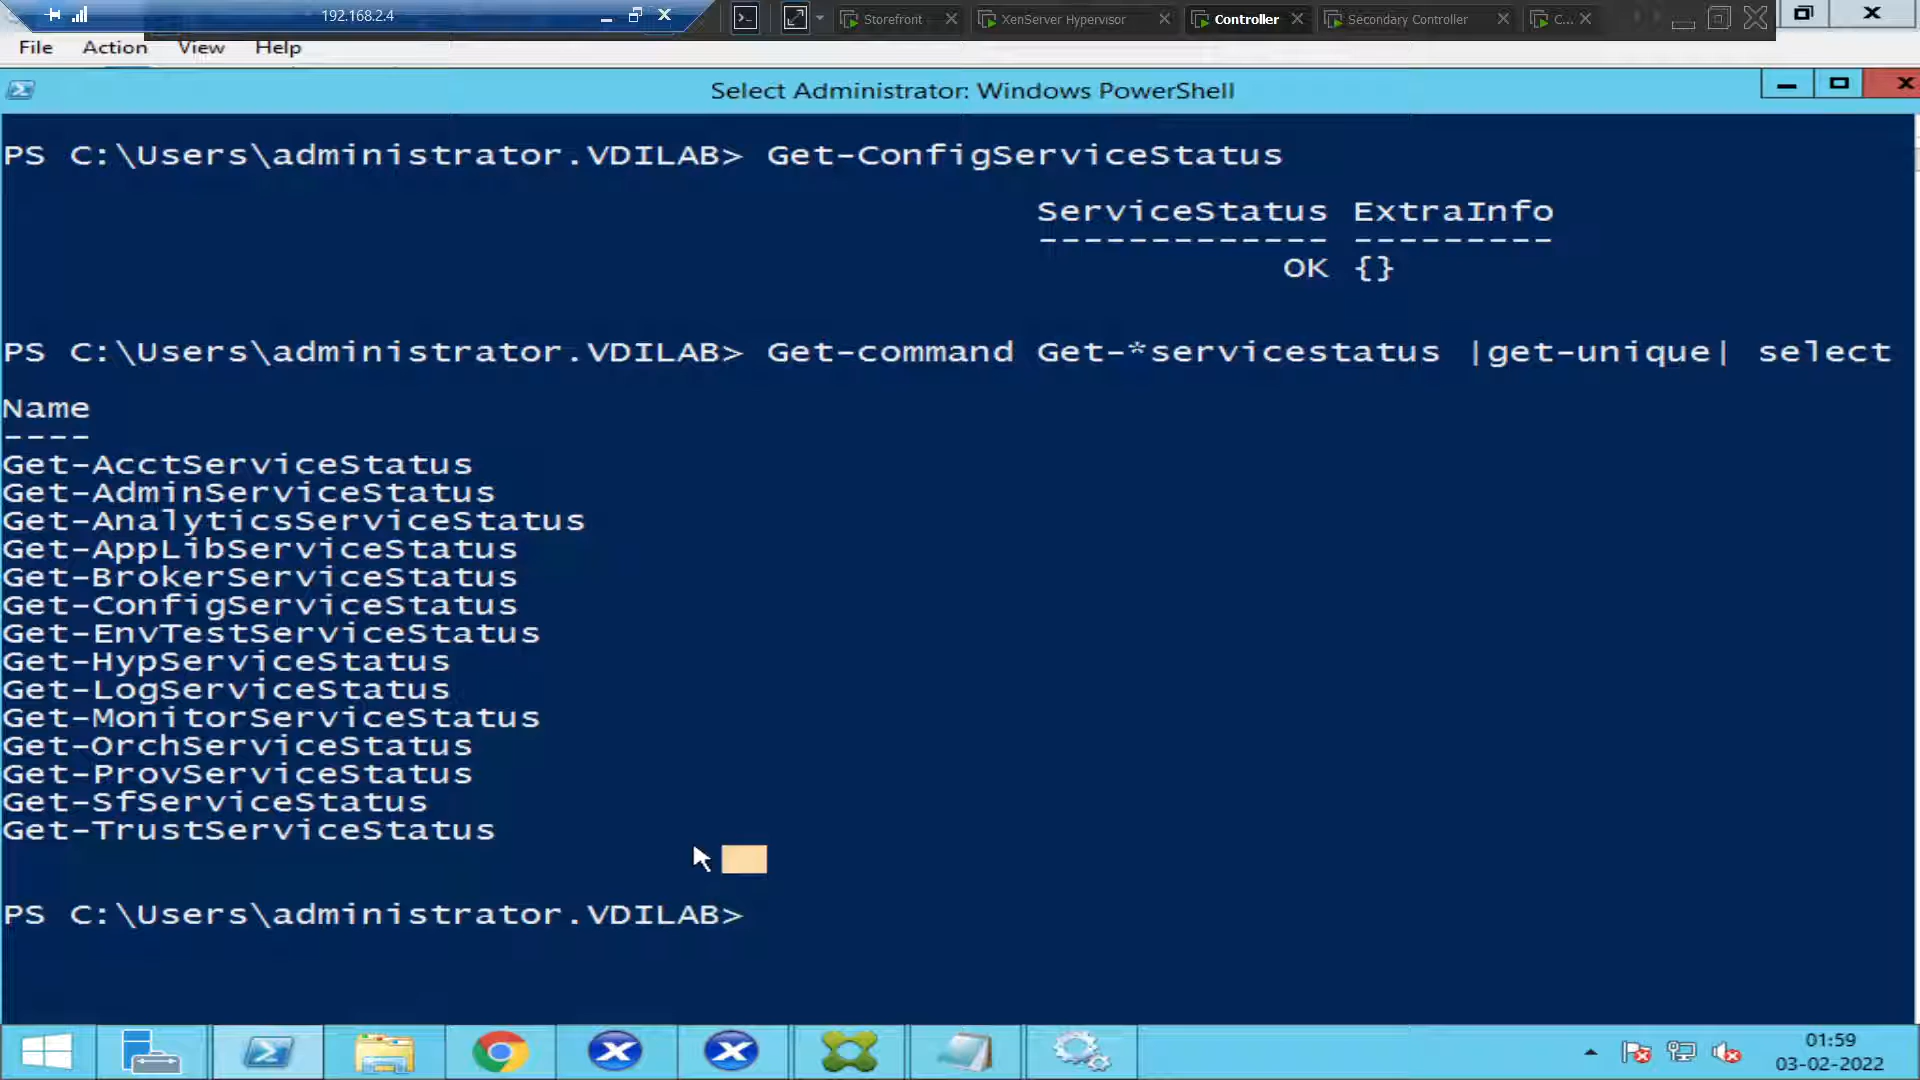 192.168.2.4
Storefront
XenServer Hypervisor
Controller
Secondary Controller
C...
File Action View Help
Select Administrator: Windows PowerShell
PS C:\Users\administrator.VDILAB> Get-ConfigServiceStatus
ServiceStatus ExtraInfo
------------- ---------
OK {}
PS C:\Users\administrator.VDILAB> Get-command Get-*servicestatus |get-unique| select
Name
----
Get-AcctServiceStatus
Get-AdminServiceStatus
Get-AnalyticsServiceStatus
Get-AppLibServiceStatus
Get-BrokerServiceStatus
Get-ConfigServiceStatus
Get-EnvTestServiceStatus
Get-HypServiceStatus
Get-LogServiceStatus
Get-MonitorServiceStatus
Get-OrchServiceStatus
Get-ProvServiceStatus
Get-SfServiceStatus
Get-TrustServiceStatus
PS C:\Users\administrator.VDILAB>
01:59
03-02-2022